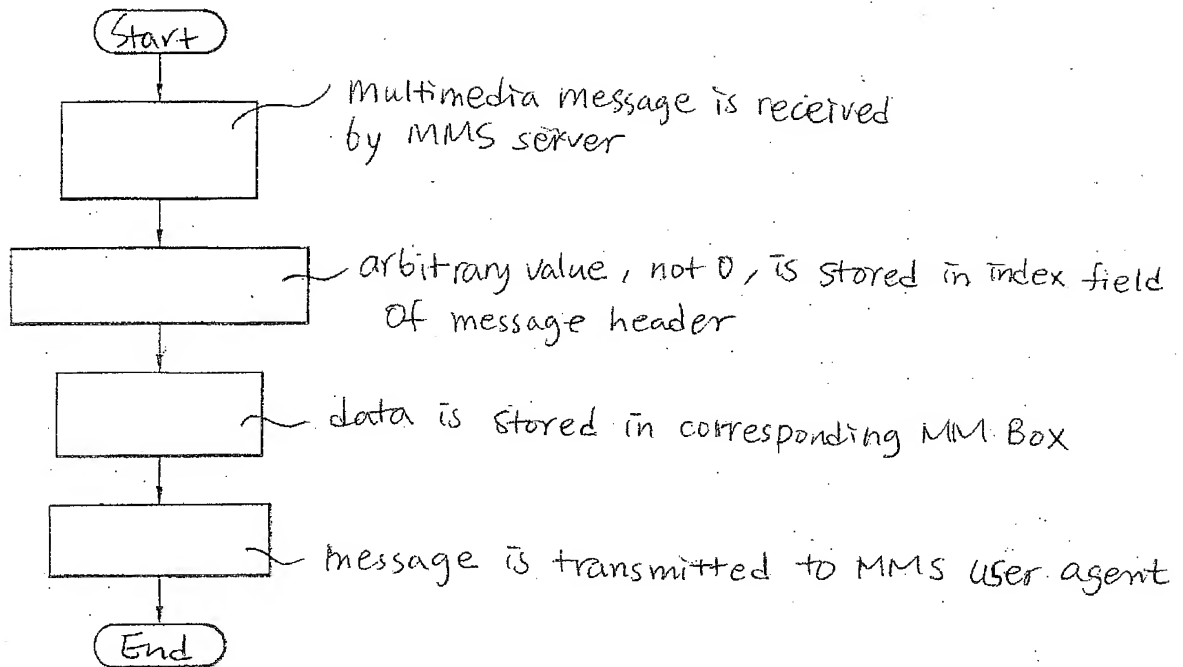 Start
multimedia message is received
by MMS server
arbitrary value, not 0, is stored in index field
of message header
data is stored in corresponding MM Box
message is transmitted to MMS user agent
End